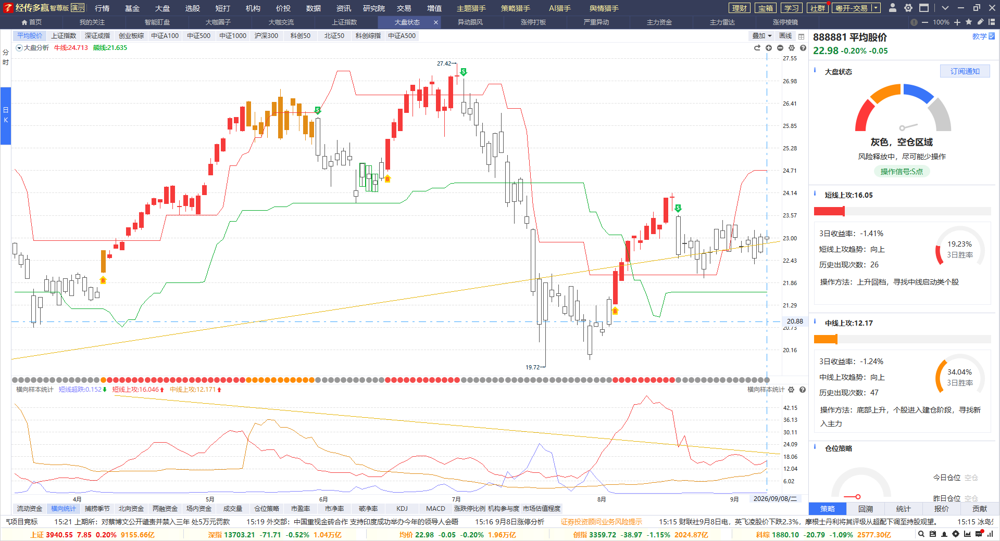 经传多赢 智尊版 演示 行情 基金 大盘 选股 短打 机构 价投 数据 资讯 研究院 交易 增值 主题猎手 策略猎手 AI猎手 舆情猎手 理财 宝箱 学习 社群 粤开-交易
首页 我的关注 智能盯盘 大咖圈子 大咖交流 上证指数 大盘状态 异动跟风 涨停打板 严重异动 主力资金 主力雷达 涨停棱镜 100%
平均股价 上证指数 深证成指 创业板综 中证A100 中证500 中证1000 沪深300 科创50 北证50 科创综指 中证A500 叠加 画线
大盘分析 牛线:24.713 熊线:21.635
分时
日K
27.42
19.72
S
S
S
B
B
B
27.55
26.98
26.41
25.85
25.28
24.71
24.14
23.57
23.00
22.43
21.86
21.29
20.88
20.73
20.16
横向样本统计 短线超跌:0.152 短线上攻:16.046 中线上攻:12.171 横向样本统计
42.15
36.13
30.11
24.09
18.06
12.04
6.02
4月 5月 6月 7月 8月 9月 2026/09/08/二
流动资金 横向统计 捕捞季节 北向资金 两融资金 场内资金 成交量 仓位策略 市盈率 市净率 破净率 KDJ MACD 涨跌停比例 机构参与度 市场估值程度
888881 平均股价 教学
22.98 -0.20% -0.05
大盘状态 订阅通知
灰色，空仓区域
风险释放中，尽可能少操作
操作信号:S点
短线上攻:16.05
3日收益率：-1.41%
短线上攻趋势：向上
历史出现次数：26
19.23%
3日胜率
操作方法：上升回档，寻找中线启动类个股
中线上攻:12.17
3日收益率：-1.24%
中线上攻趋势：向上
历史出现次数：47
34.04%
3日胜率
操作方法：底部上升，个股进入建仓阶段，寻找新
入主力
仓位策略
今日仓位 空仓
昨日仓位 空仓
策略 回溯 统计 报价 贡献
气项目竞标 15:21 上期所：对蔡博文公开谴责并禁入三年 处5万元罚款 15:19 外交部：中国重视金砖合作 支持印度成功举办今年的领导人会晤 15:16 9月8日涨停分析 证券投资顾问业务风险提示 15:15 财联社9月8日电，英飞凌股价下跌2.3%，摩根士丹利将其评级从超配下调至持股观望。 15:15 冰岛
上证 3940.55 7.85 0.20% 9155.66亿 深指 13703.21 -71.71 -0.52% 1.04万亿 均价 22.98 -0.05 -0.20% 1.96万亿 创指 3359.72 -38.97 -1.15% 2024.87亿 科综 1880.10 -20.79 -1.09% 2577.30亿